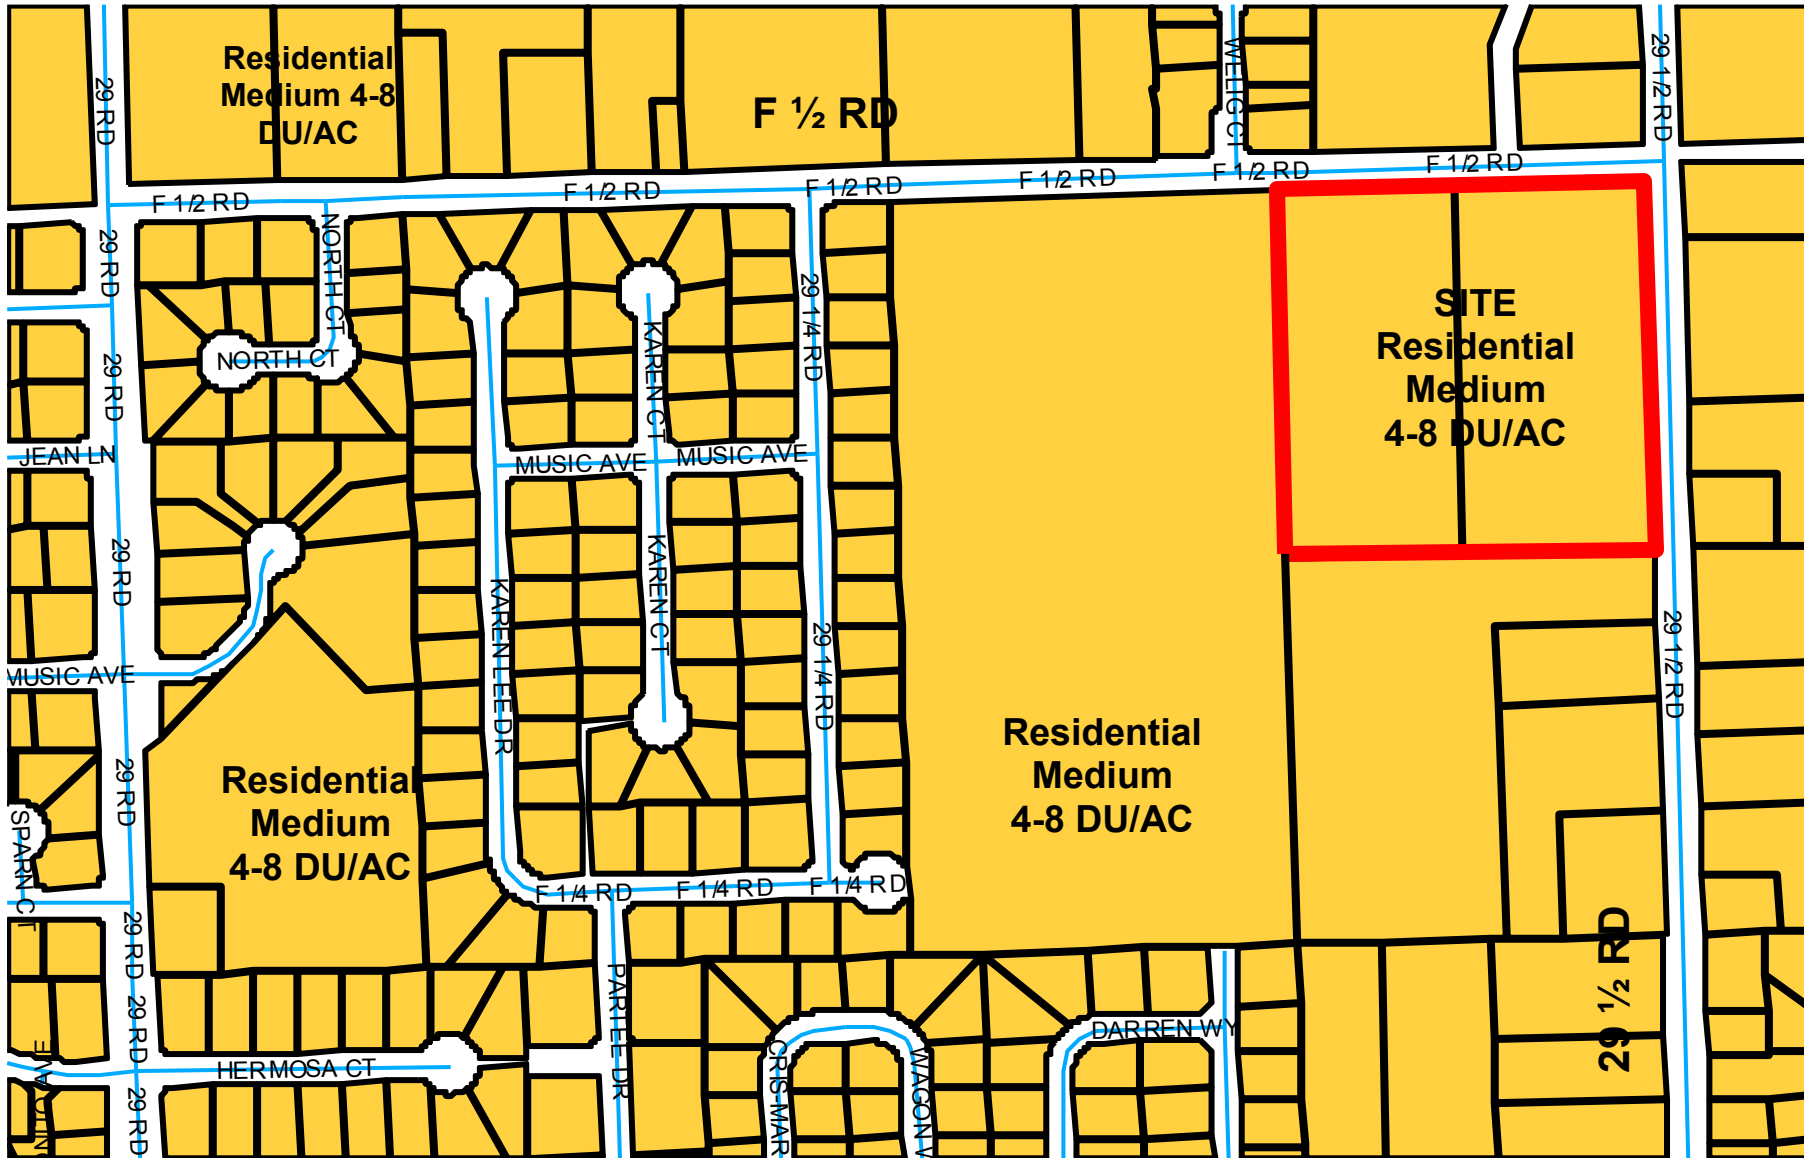 Residential
Medium 4-8
DU/AC
F ½ RD
29 RD
WELLIG CT
29 1/2 RD
F 1/2 RD
F 1/2 RD
F 1/2 RD
F 1/2 RD
F 1/2 RD
F 1/2 RD
29 RD
NORTH CT
NORTH CT
29 1/4 RD
KAREN CT
SITE
Residential
Medium
4-8 DU/AC
29 RD
JEAN LN
MUSIC AVE
MUSIC AVE
29 RD
KAREN CT
KAREN LEE DR
29 1/4 RD
29 1/2 RD
MUSIC AVE
Residential
Medium
4-8 DU/AC
Residential
Medium
4-8 DU/AC
29 RD
SPARN CT
F 1/4 RD
F 1/4 RD
F 1/4 RD
29 RD
PARTEE DR
29 ½ RD
29 RD
DARREN WY
HERMOSA CT
CRIS-MAR
WAGON
29 RD
AVE